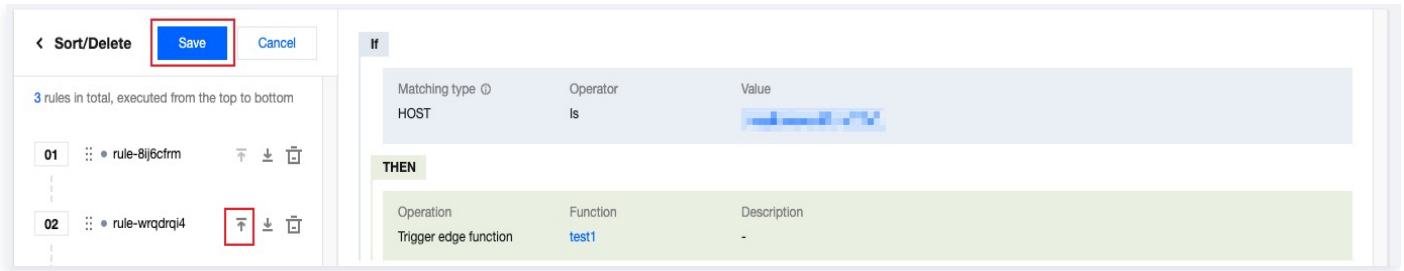 Sort/Delete Save Cancel
3 rules in total, executed from the top to bottom
01 rule-8ij6cfrm
02 rule-wrqdrqi4
If
Matching type Operator Value
HOST Is
THEN
Operation Function Description
Trigger edge function test1 -